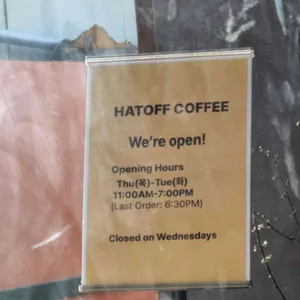 HATOFF COFFEE
We're open!
Opening Hours
Thu(목)-Tue(화)
11:00AM-7:00PM
(Last Order: 6:30PM)
Closed on Wednesdays